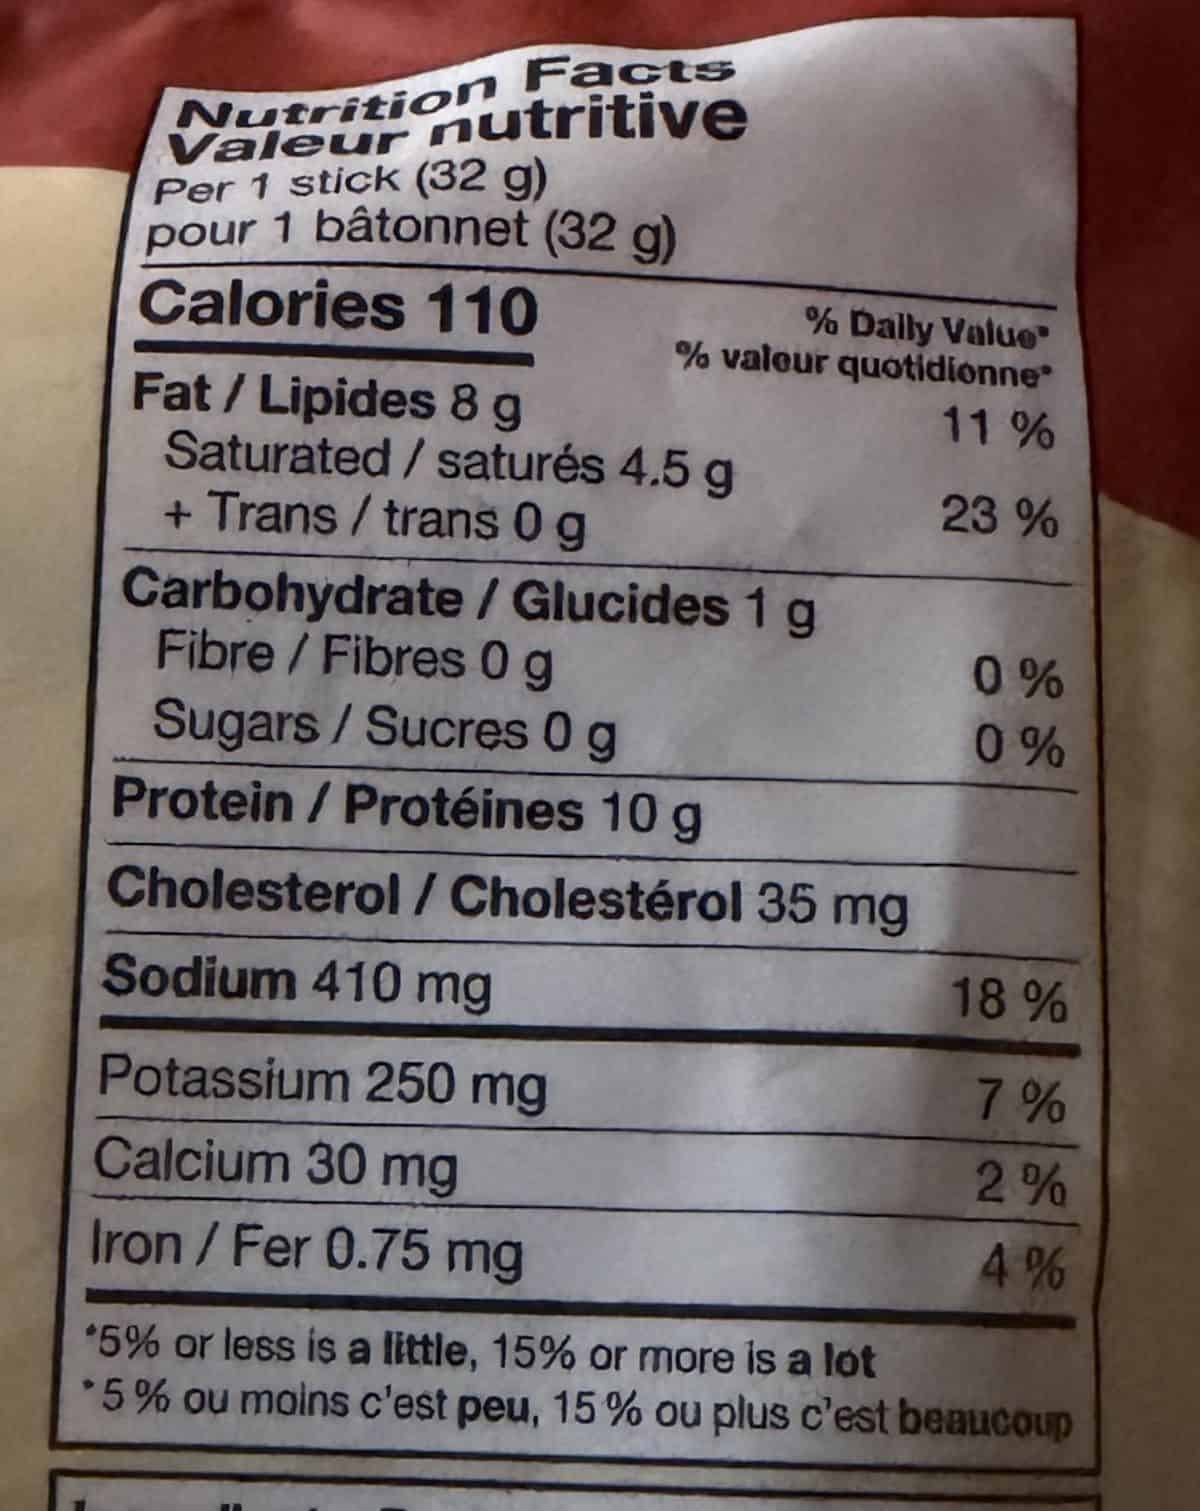 Nutrition Facts
Valeur nutritive
Per 1 stick (32 g)
pour 1 bâtonnet (32 g)
Calories 110
% Daily Value*
% valeur quotidienne*
Fat / Lipides 8 g 11 %
Saturated / saturés 4.5 g
+ Trans / trans 0 g 23 %
Carbohydrate / Glucides 1 g
Fibre / Fibres 0 g 0 %
Sugars / Sucres 0 g 0 %
Protein / Protéines 10 g
Cholesterol / Cholestérol 35 mg
Sodium 410 mg 18 %
Potassium 250 mg 7 %
Calcium 30 mg 2 %
Iron / Fer 0.75 mg 4 %
*5% or less is a little, 15% or more is a lot
*5 % ou moins c'est peu, 15 % ou plus c'est beaucoup